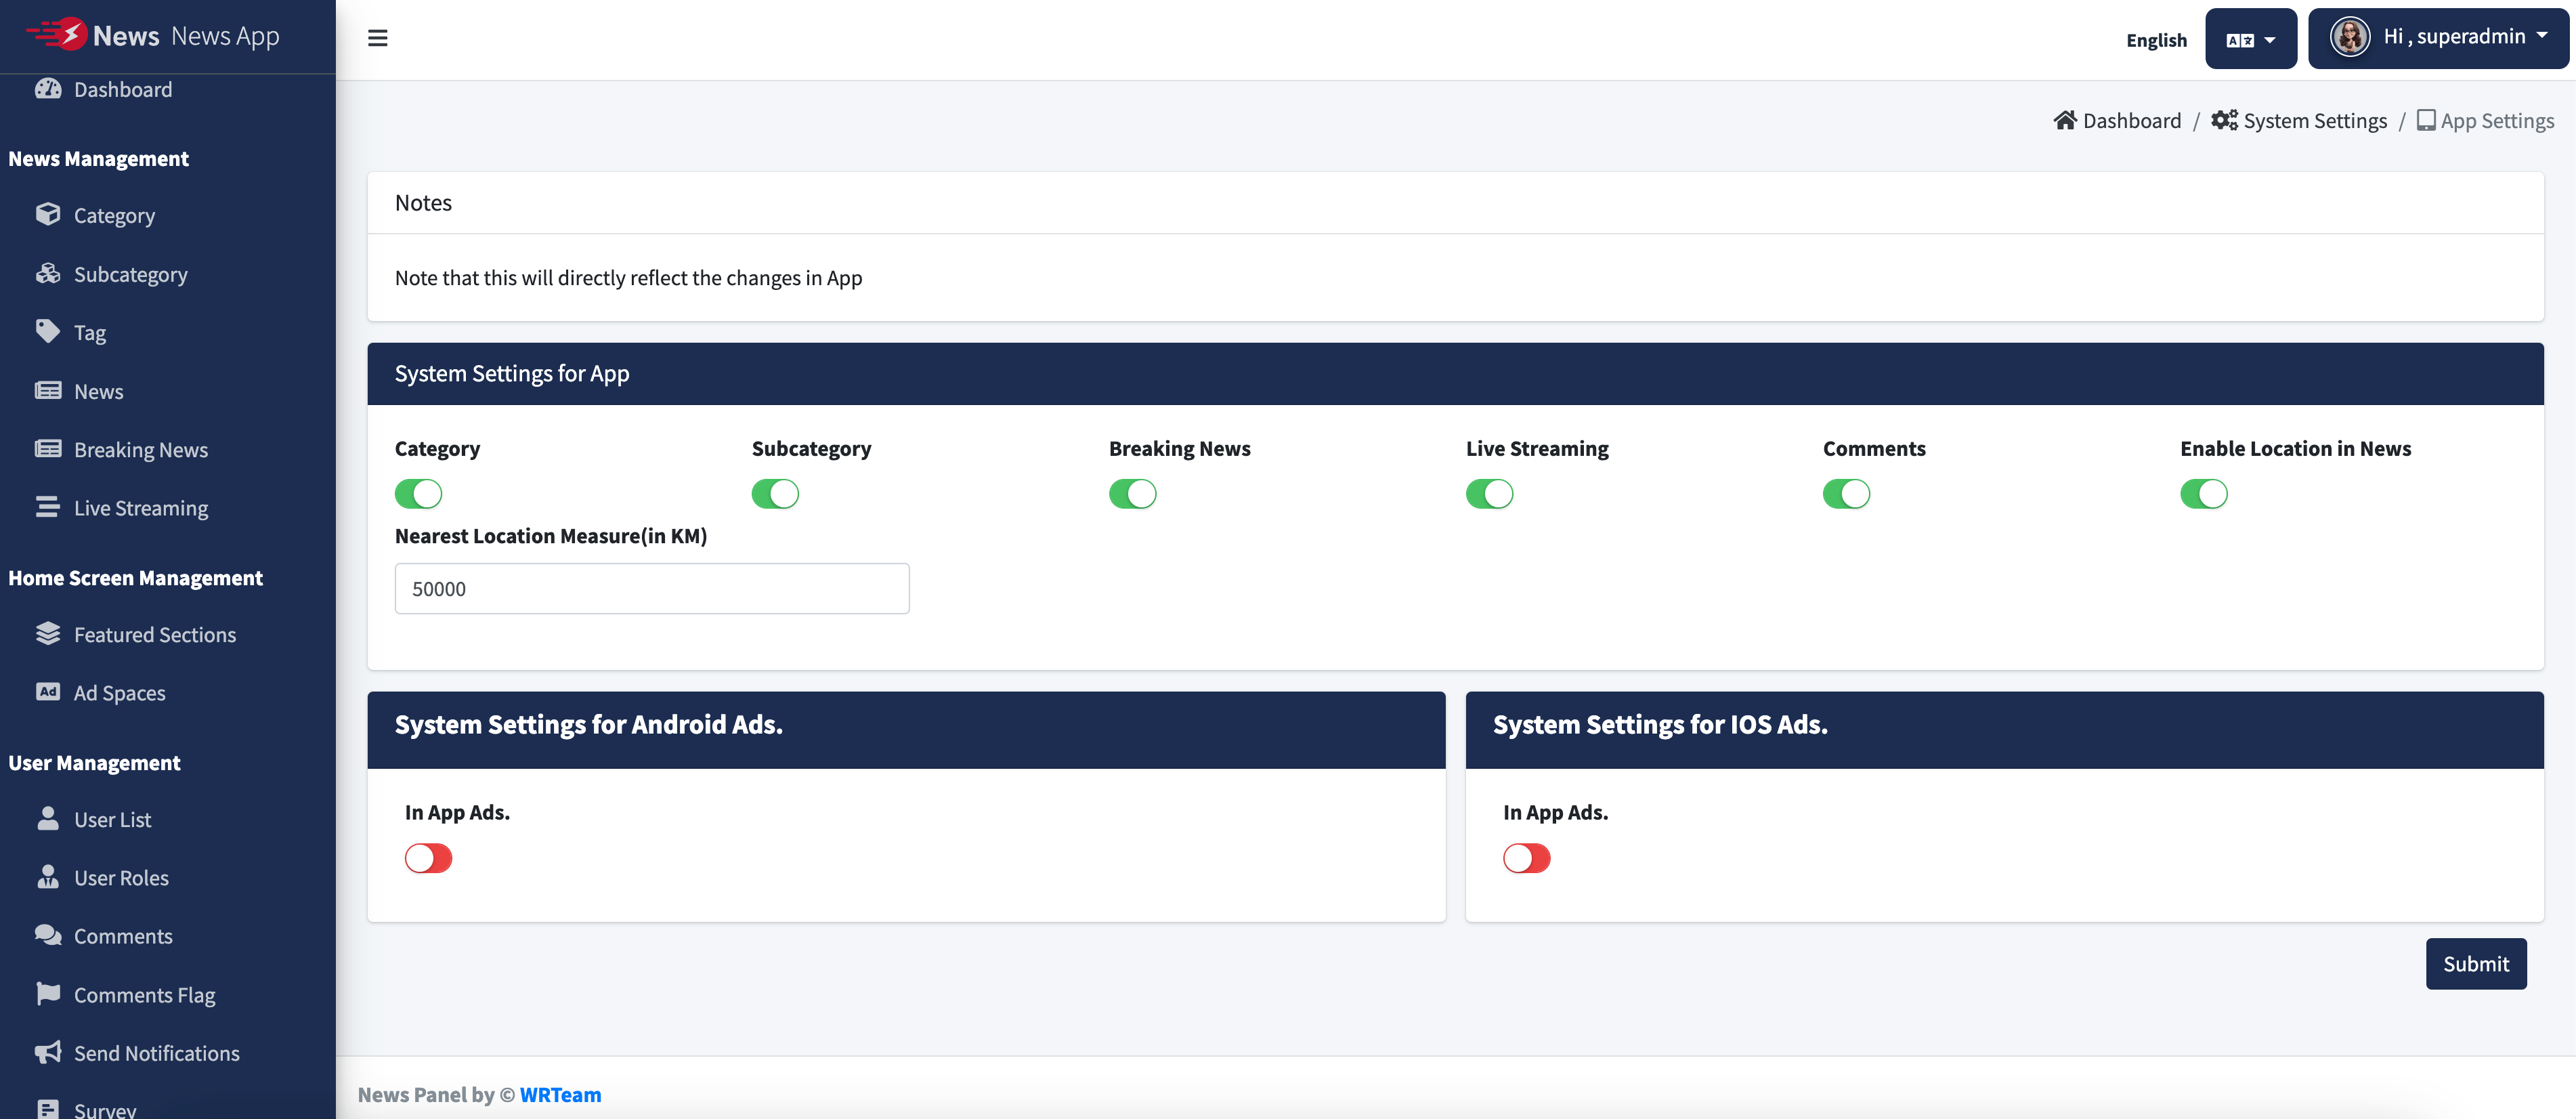 News News App
Dashboard
News Management
Category
Subcategory
Tag
News
Breaking News
Live Streaming
Home Screen Management
Featured Sections
Ad
Ad Spaces
User Management
User List
User Roles
Comments
Comments Flag
Send Notifications
Survey
English
Hi , superadmin
Dashboard / System Settings / App Settings
Notes
Note that this will directly reflect the changes in App
System Settings for App
Category
Subcategory
Breaking News
Live Streaming
Comments
Enable Location in News
Nearest Location Measure(in KM)
50000
System Settings for Android Ads.
In App Ads.
System Settings for IOS Ads.
In App Ads.
Submit
News Panel by © WRTeam